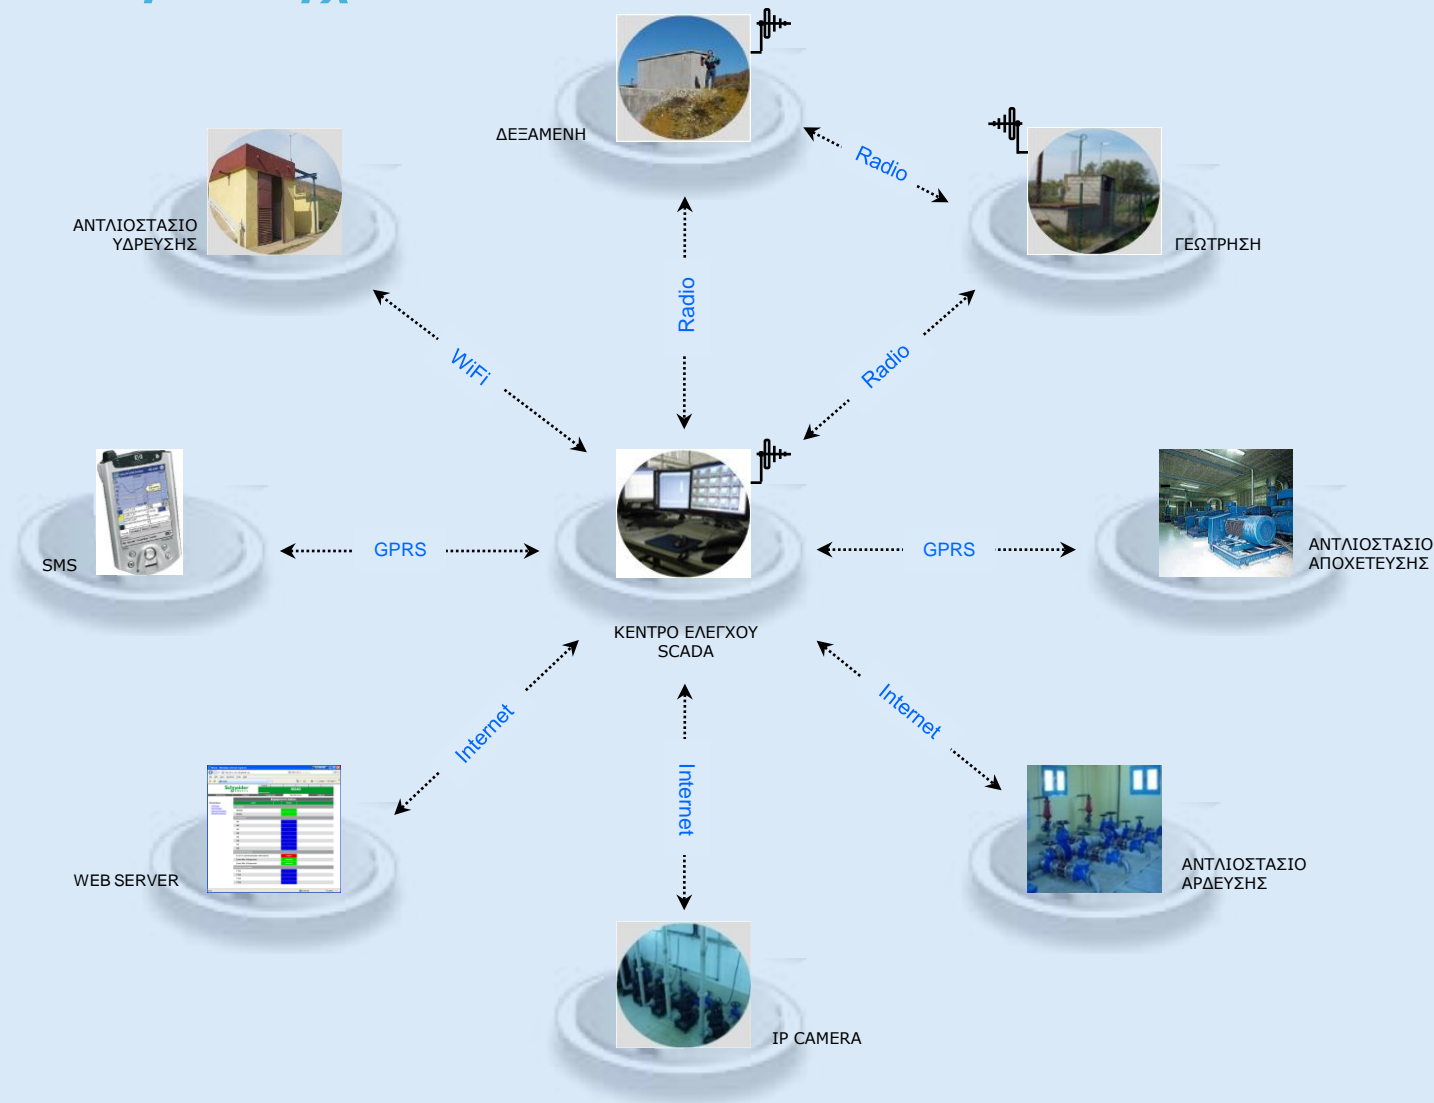 ΔΕΞΑΜΕΝΗ
Radio
ΑΝΤΛΙΟΣΤΑΣΙΟ
ΥΔΡΕΥΣΗΣ
ΓΕΩΤΡΗΣΗ
Radio
WiFi
Radio
SMS
GPRS
GPRS
ΑΝΤΛΙΟΣΤΑΣΙΟ
ΑΠΟΧΕΤΕΥΣΗΣ
ΚΕΝΤΡΟ ΕΛΕΓΧΟΥ
SCADA
Internet
Internet
Internet
WEB SERVER
ΑΝΤΛΙΟΣΤΑΣΙΟ
ΑΡΔΕΥΣΗΣ
IP CAMERA